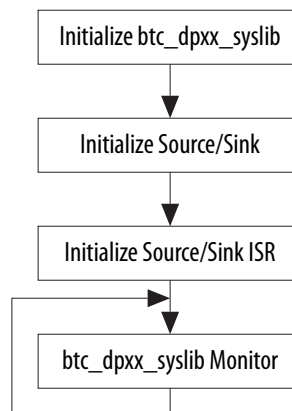 Initialize btc_dpxx_syslib
Initialize Source/Sink
Initialize Source/Sink ISR
btc_dpxx_syslib Monitor